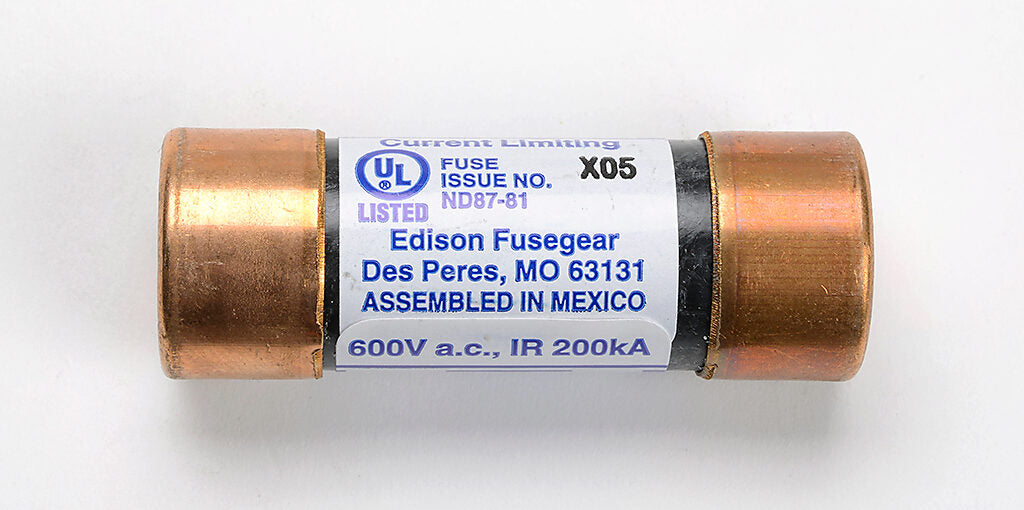 Current Limiting
UL
®
LISTED
FUSE
ISSUE NO.
ND87-81
X05
Edison Fusegear
Des Peres, MO 63131
ASSEMBLED IN MEXICO
600V a.c., IR 200kA